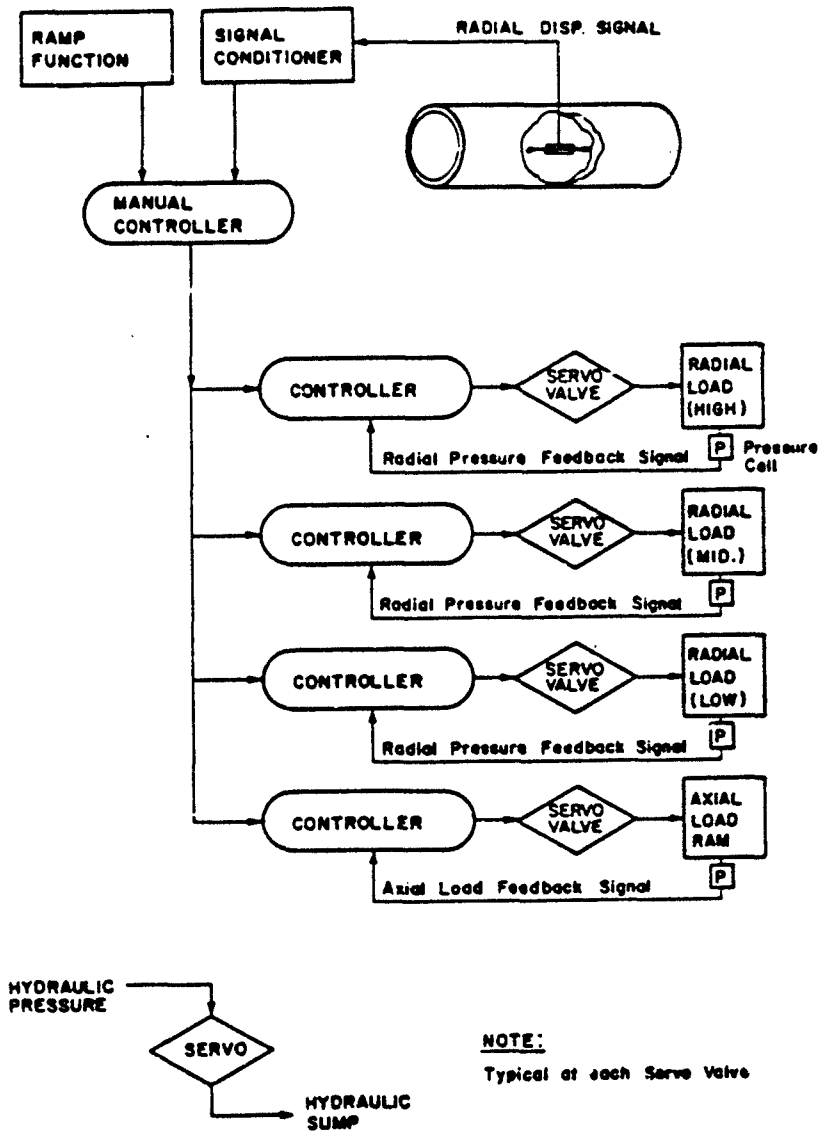 RAMP
FUNCTION
SIGNAL
CONDITIONER
RADIAL DISP. SIGNAL
MANUAL
CONTROLLER
CONTROLLER
SERVO
VALVE
RADIAL
LOAD
(HIGH)
Radial Pressure Feedback Signal
P
Pressure
Cell
CONTROLLER
SERVO
VALVE
RADIAL
LOAD
(MID.)
Radial Pressure Feedback Signal
P
CONTROLLER
SERVO
VALVE
RADIAL
LOAD
(LOW)
Radial Pressure Feedback Signal
P
CONTROLLER
SERVO
VALVE
AXIAL
LOAD
RAM
Axial Load Feedback Signal
P
HYDRAULIC
PRESSURE
SERVO
HYDRAULIC
SUMP
NOTE:
Typical at each Servo Valve